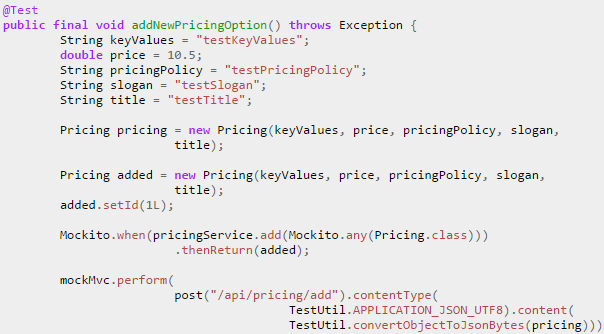 @Test
public final void addNewPricingOption() throws Exception {
String keyValues = "testKeyValues";
double price = 10.5;
String pricingPolicy = "testPricingPolicy";
String slogan = "testSlogan";
String title = "testTitle";
Pricing pricing = new Pricing(keyValues, price, pricingPolicy, slogan,
title);
Pricing added = new Pricing(keyValues, price, pricingPolicy, slogan,
title);
added.setId(1L);
Mockito.when(pricingService.add(Mockito.any(Pricing.class)))
.thenReturn(added);
mockMvc.perform(
post("/api/pricing/add").contentType(
TestUtil.APPLICATION_JSON_UTF8).content(
TestUtil.convertObjectToJsonBytes(pricing)))